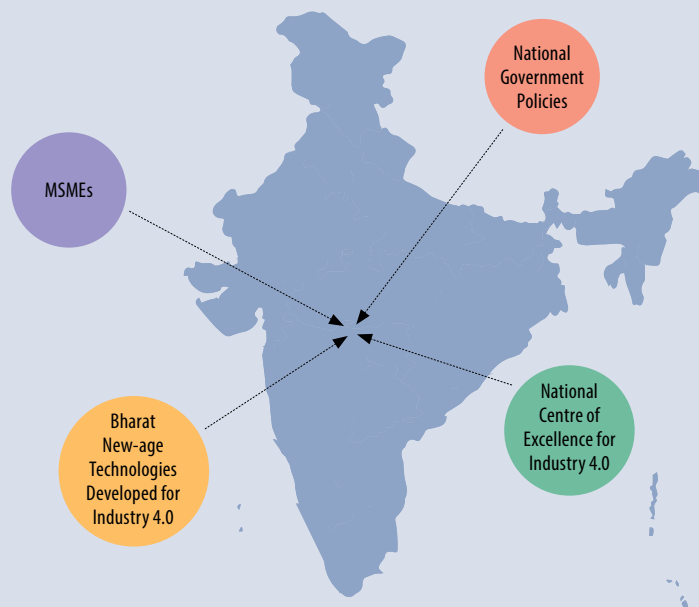 National
Government
Policies
MSMEs
Bharat
New-age
Technologies
Developed for
Industry 4.0
National
Centre of
Excellence for
Industry 4.0